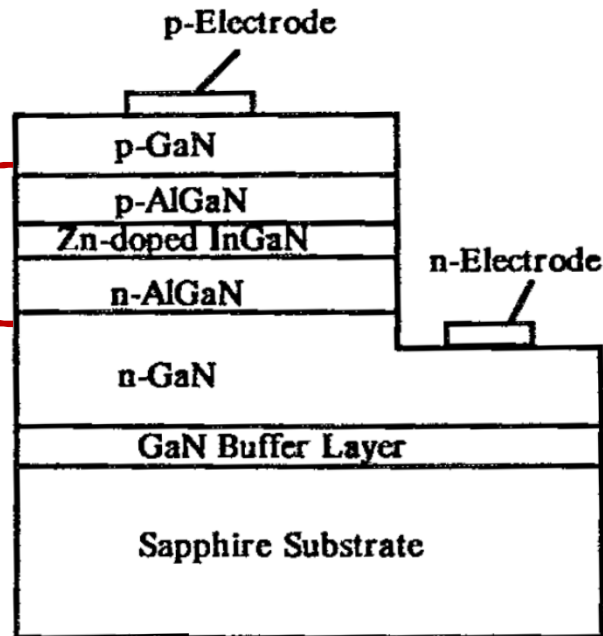 p-Electrode
p-GaN
p-AlGaN
Zn-doped InGaN
n-Electrode
n-AlGaN
n-GaN
GaN Buffer Layer
Sapphire Substrate